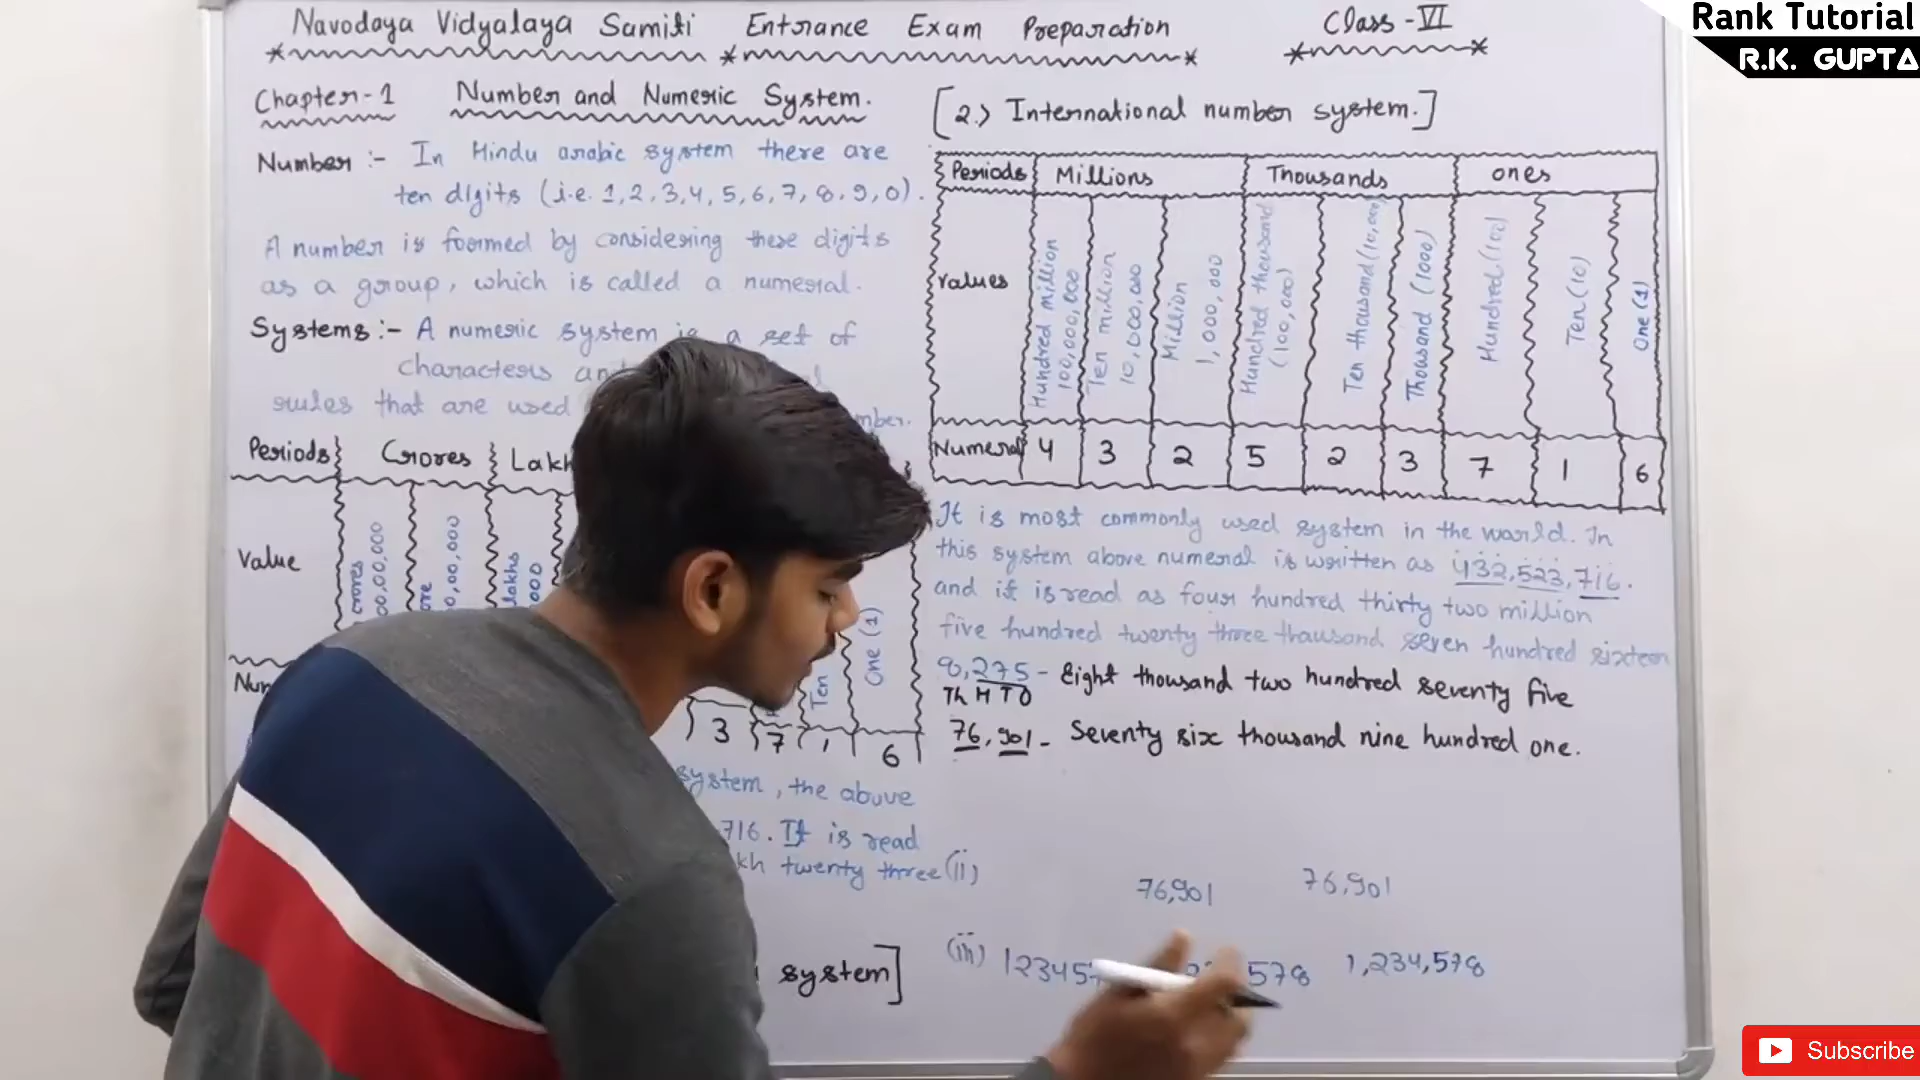 Navodaya Vidyalaya Samiti Entrance Exam Preparation Class-VI
Rank Tutorial
R.K. GUPTA
Chapter-1 Number and Numeric System.
Number :- In Hindu arabic system there are
ten digits (i.e. 1,2,3,4,5,6,7,8,9,0).
A number is formed by considering these digits
as a group, which is called a numeral.
Systems :- A numeric system is a set of
characters
rules that are used
Periods Crores
Value
One (1)
Ten
3 7 1 6
system, the above
716. It is read
twenty three
system]
[2.) International number system.]
Periods Millions Thousands ones
Values
Hundred million 100,000,000
Ten million 10,000,000
Million 1,000,000
Hundred thousand (100,000)
Ten thousand (10,000)
Thousand (1000)
Hundred (100)
Ten (10)
One (1)
Numeral 4 3 2 5 2 3 7 1 6
It is most commonly used system in the world. In
this system above numeral is written as 432,523,716.
and it is read as four hundred thirty two million
five hundred twenty three thausand seven hundred sixteen
8,275 - Eight thousand two hundred seventy five
Th H T O
76,901 - Seventy six thousand nine hundred one.
(ii) 76,901 76,901
(iii) 578 1,234,578
Subscribe